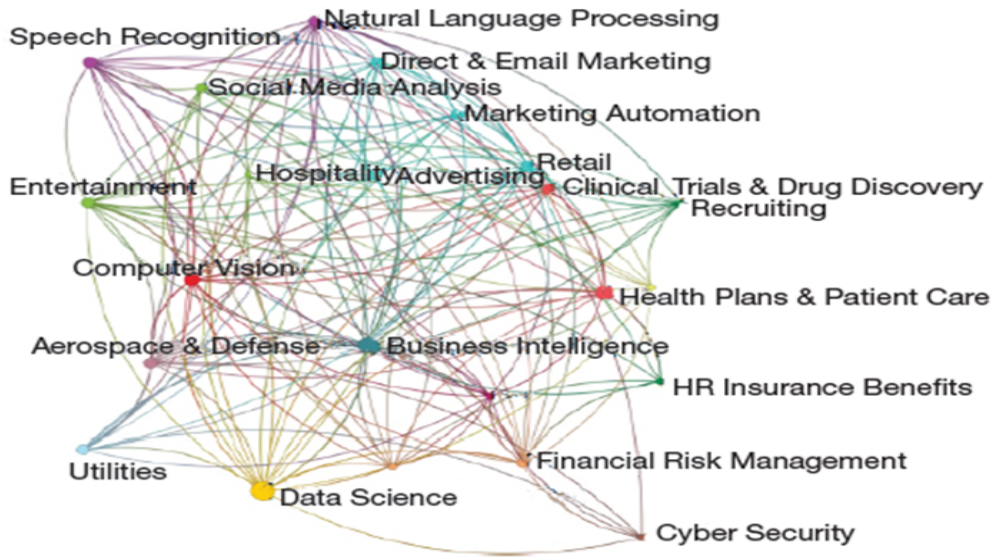 Natural Language Processing
Speech Recognition
Direct & Email Marketing
Social Media Analysis
Marketing Automation
Retail
Hospitality
Advertising
Entertainment
Clinical Trials & Drug Discovery
Recruiting
Computer Vision
Health Plans & Patient Care
Aerospace & Defense
Business Intelligence
HR Insurance Benefits
Utilities
Financial Risk Management
Data Science
Cyber Security